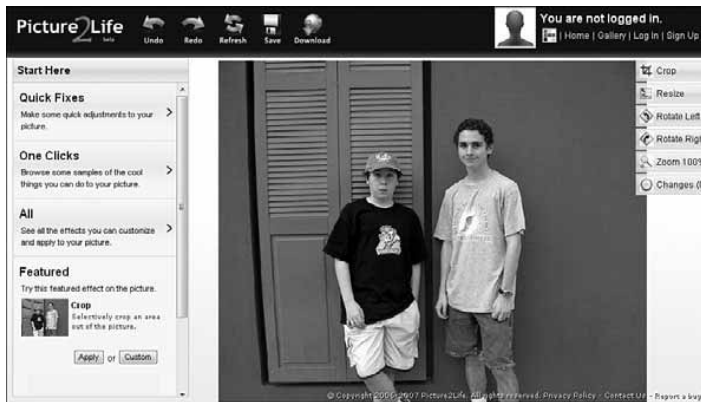 Picture2Life
beta
Undo
Redo
Refresh
Save
Download
You are not logged in.
| Home | Gallery | Log In | Sign Up
Start Here
Quick Fixes
Make some quick adjustments to your
picture.
One Clicks
Browse some samples of the cool
things you can do to your picture.
All
See all the effects you can customize
and apply to your picture.
Featured
Try this featured effect on the picture.
Crop
Selectively crop an area
out of the picture.
Apply or Custom
Crop
Resize
Rotate Left
Rotate Righ
Zoom 100%
Changes (
© Copyright 2006-2007 Picture2Life. All rights reserved. Privacy Policy - Contact Us - Report a bug